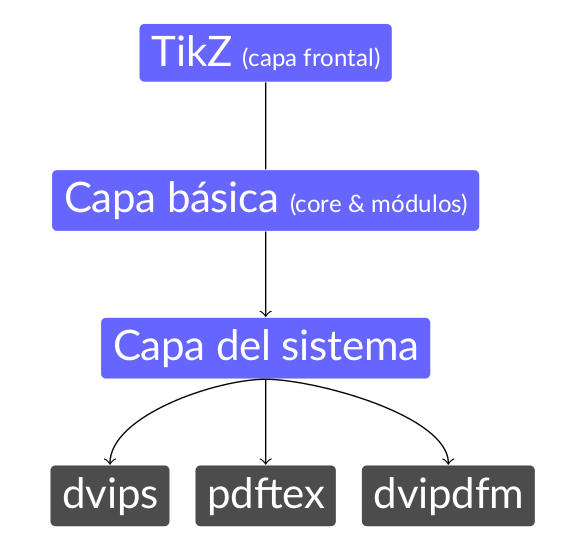 TikZ (capa frontal)
Capa básica (core & módulos)
Capa del sistema
dvips pdftex dvipdfm